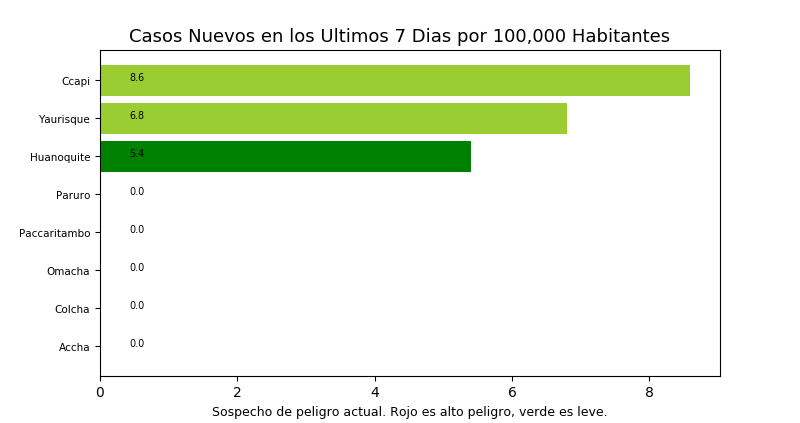 Casos Nuevos en los Ultimos 7 Dias por 100,000 Habitantes
Ccapi 8.6
Yaurisque 6.8
Huanoquite 5.4
Paruro 0.0
Paccaritambo 0.0
Omacha 0.0
Colcha 0.0
Accha 0.0
0 2 4 6 8
Sospecho de peligro actual. Rojo es alto peligro, verde es leve.